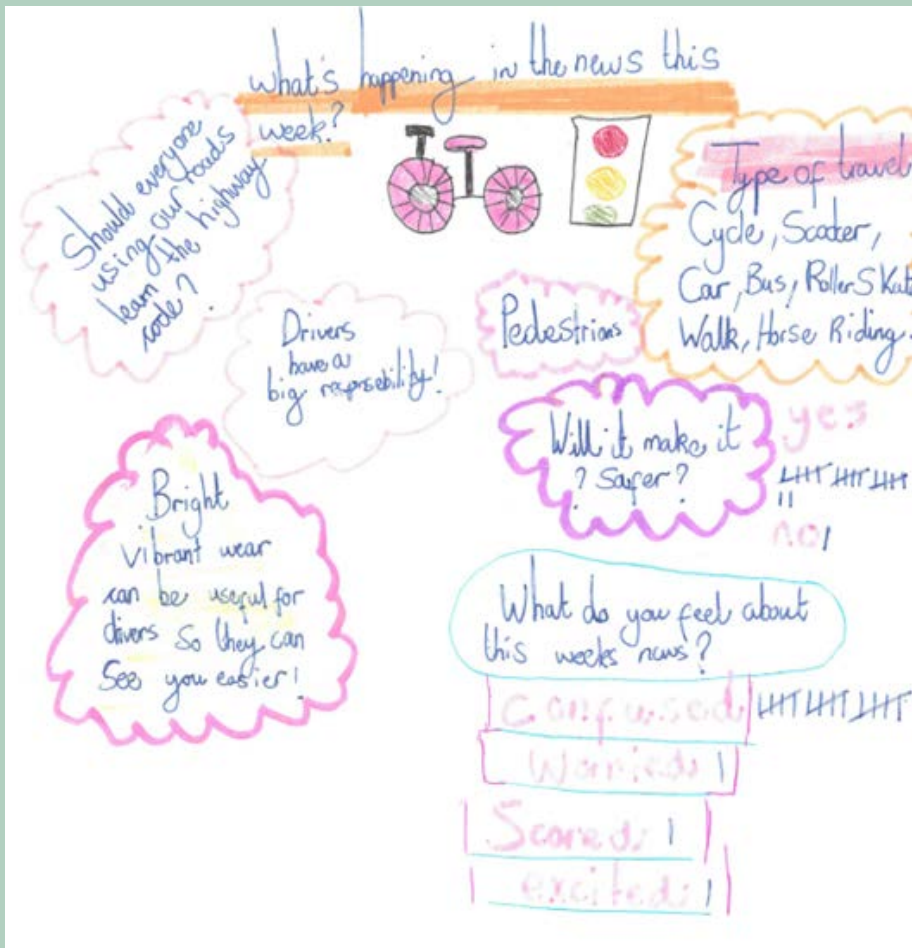 What's happening in the news this
week?
Should everyone
using our roads
learn the highway
code?
Type of travel
Cycle, Scooter,
Car, Bus, Roller Skat
Walk, Horse Riding.
Drivers
have a
big responsebility!
Pedestrians
Will it make it
? Safer?
yes
no
Bright
vibrant wear
can be useful for
drivers so they can
See you easier!
What do you feel about
this weeks news?
confused:
Worried:
Scared:
excited: